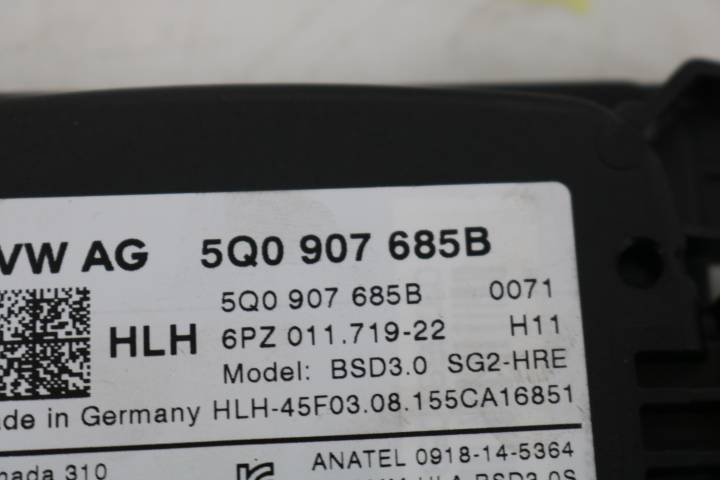 VW AG 5Q0 907 685B
5Q0 907 685B 0071
HLH 6PZ 011.719-22 H11
Model: BSD3.0 SG2-HRE
de in Germany HLH-45F03.08.155CA16851
nada 310 ANATEL 0918-14-5364